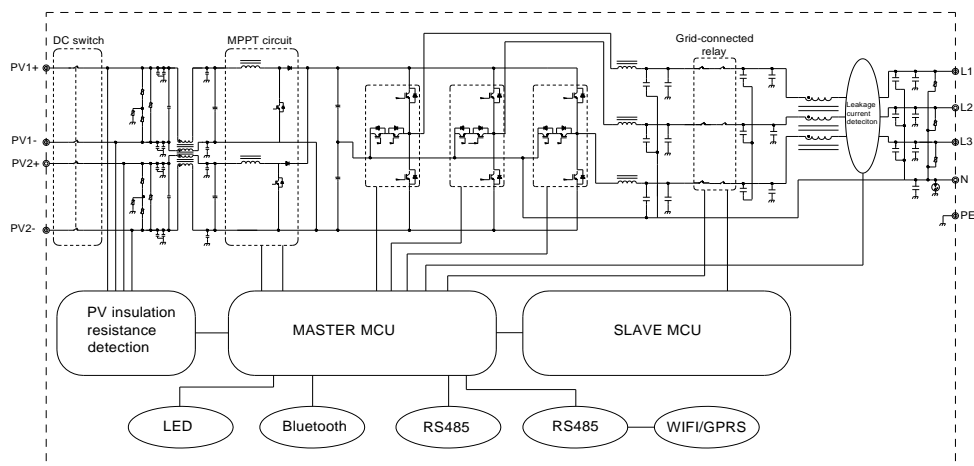 DC switch
MPPT circuit
Grid-connected
relay
PV1+
PV1-
PV2+
PV2-
Leakage
current
deteciton
L1
L2
L3
N
PE
PV insulation
resistance
detection
MASTER MCU
SLAVE MCU
LED
Bluetooth
RS485
RS485
WIFI/GPRS